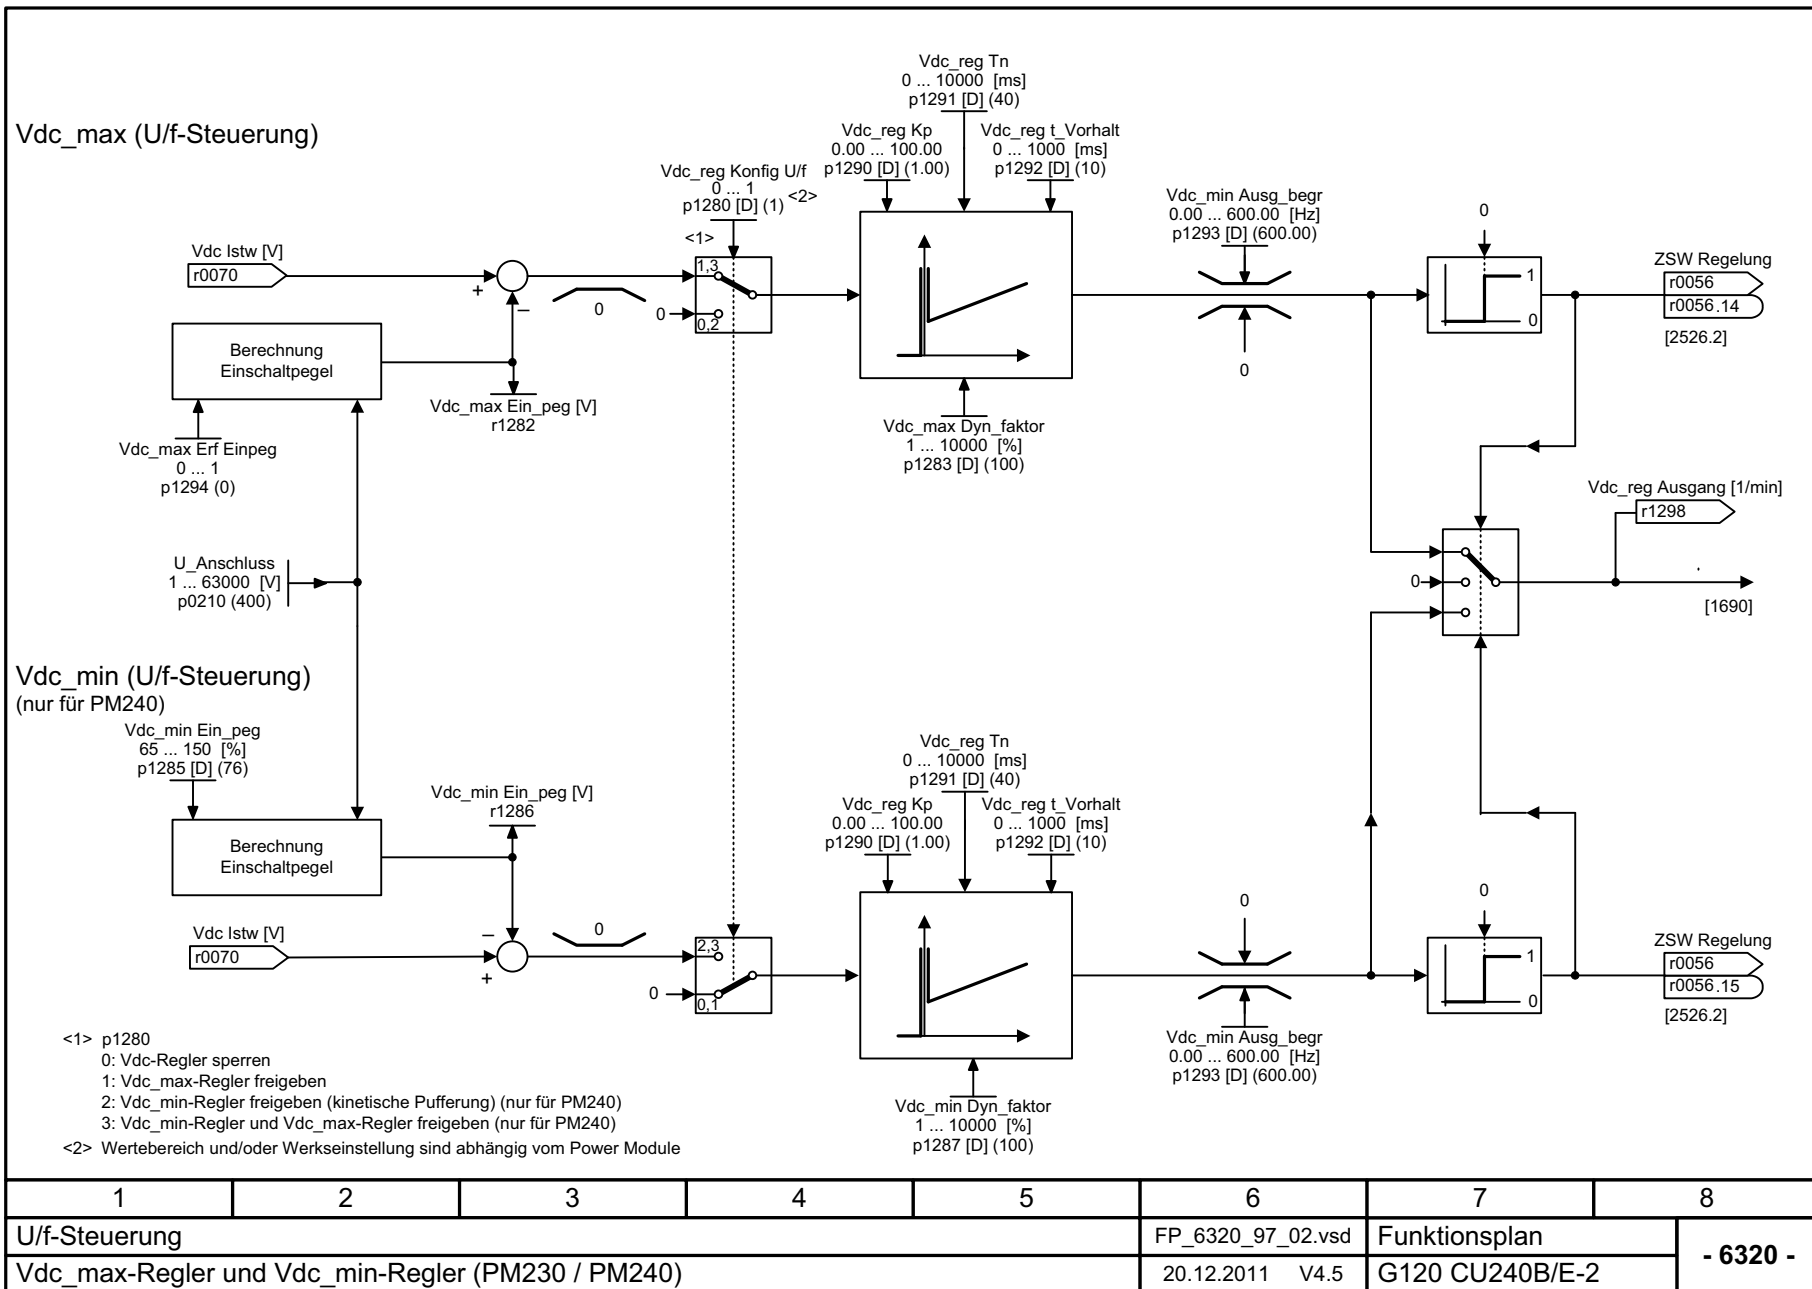 Vdc_max (U/f-Steuerung)
Vdc_reg Tn
0 ... 10000 [ms]
p1291 [D] (40)
Vdc_reg Kp
0.00 ... 100.00
p1290 [D] (1.00)
Vdc_reg t_Vorhalt
0 ... 1000 [ms]
p1292 [D] (10)
Vdc_reg Konfig U/f
0 ... 1
p1280 [D] (1) <2>
<1>
Vdc_min Ausg_begr
0.00 ... 600.00 [Hz]
p1293 [D] (600.00)
0
Vdc Istw [V]
r0070
+
–
0
1,3
0
0,2
0
1
0
ZSW Regelung
r0056
r0056.14
[2526.2]
Berechnung
Einschaltpegel
Vdc_max Ein_peg [V]
r1282
Vdc_max Erf Einpeg
0 ... 1
p1294 (0)
Vdc_max Dyn_faktor
1 ... 10000 [%]
p1283 [D] (100)
U_Anschluss
1 ... 63000 [V]
p0210 (400)
Vdc_reg Ausgang [1/min]
r1298
0
[1690]
Vdc_min (U/f-Steuerung)
(nur für PM240)
Vdc_min Ein_peg
65 ... 150 [%]
p1285 [D] (76)
Vdc_min Ein_peg [V]
r1286
Berechnung
Einschaltpegel
Vdc_reg Tn
0 ... 10000 [ms]
p1291 [D] (40)
Vdc_reg Kp
0.00 ... 100.00
p1290 [D] (1.00)
Vdc_reg t_Vorhalt
0 ... 1000 [ms]
p1292 [D] (10)
Vdc Istw [V]
r0070
–
+
0
2,3
0
0,1
0
0
1
0
ZSW Regelung
r0056
r0056.15
[2526.2]
Vdc_min Ausg_begr
0.00 ... 600.00 [Hz]
p1293 [D] (600.00)
Vdc_min Dyn_faktor
1 ... 10000 [%]
p1287 [D] (100)
<1> p1280
0: Vdc-Regler sperren
1: Vdc_max-Regler freigeben
2: Vdc_min-Regler freigeben (kinetische Pufferung) (nur für PM240)
3: Vdc_min-Regler und Vdc_max-Regler freigeben (nur für PM240)
<2> Wertebereich und/oder Werkseinstellung sind abhängig vom Power Module
1 2 3 4 5 6 7 8
U/f-Steuerung
FP_6320_97_02.vsd
Funktionsplan
- 6320 -
Vdc_max-Regler und Vdc_min-Regler (PM230 / PM240)
20.12.2011 V4.5
G120 CU240B/E-2